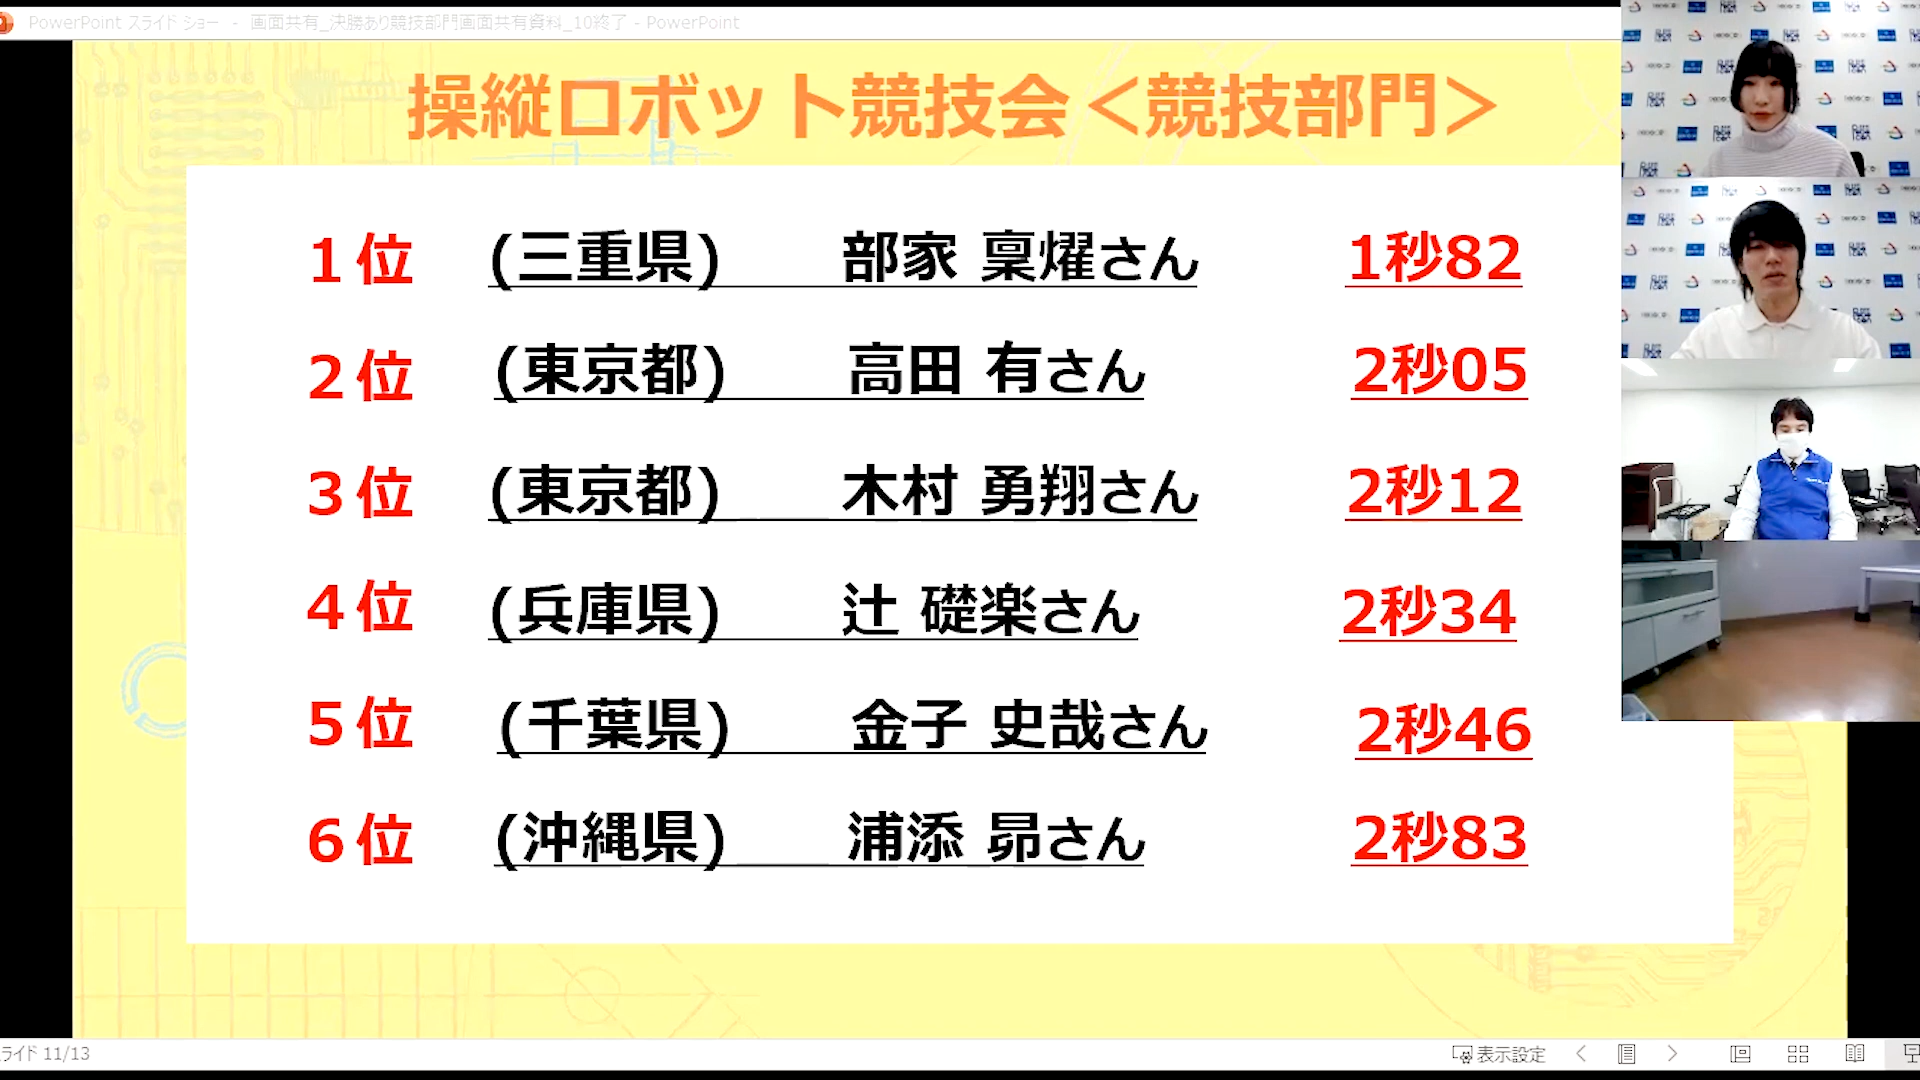 PowerPoint スライド ショー - 画面共有_決勝あり競技部門画面共有資料_10終了 - PowerPoint
操縦ロボット競技会＜競技部門＞
１位 (三重県) 部家 稟燿さん 1秒82
２位 (東京都) 高田 有さん 2秒05
３位 (東京都) 木村 勇翔さん 2秒12
４位 (兵庫県) 辻 礎楽さん 2秒34
５位 (千葉県) 金子 史哉さん 2秒46
６位 (沖縄県) 浦添 昴さん 2秒83
ライド 11/13
表示設定